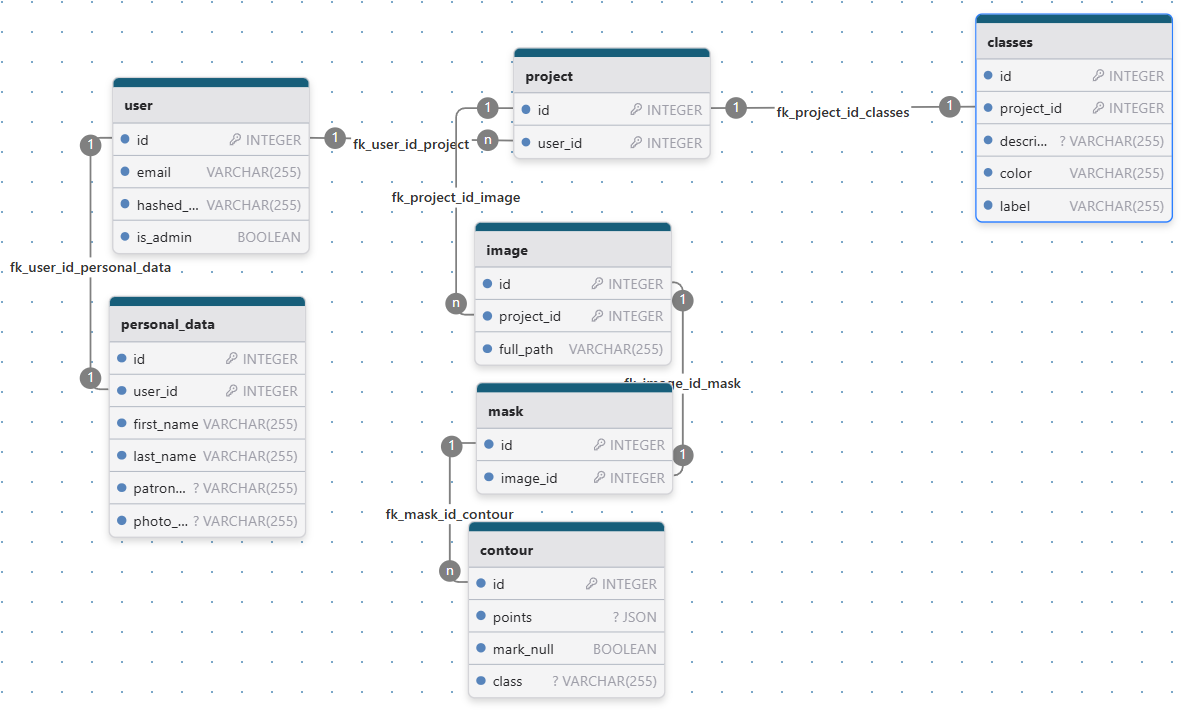 user
id INTEGER
email VARCHAR(255)
hashed_... VARCHAR(255)
is_admin BOOLEAN
1
1
fk_user_id_personal_data
1
personal_data
id INTEGER
user_id INTEGER
first_name VARCHAR(255)
last_name VARCHAR(255)
patron... ? VARCHAR(255)
photo_... ? VARCHAR(255)
fk_user_id_project
n
project
id INTEGER
user_id INTEGER
1
1
fk_project_id_classes
1
classes
id INTEGER
project_id INTEGER
descri... ? VARCHAR(255)
color VARCHAR(255)
label VARCHAR(255)
fk_project_id_image
n
image
id INTEGER
project_id INTEGER
full_path VARCHAR(255)
1
fk_image_id_mask
1
mask
id INTEGER
image_id INTEGER
1
fk_mask_id_contour
n
contour
id INTEGER
points ? JSON
mark_null BOOLEAN
class ? VARCHAR(255)